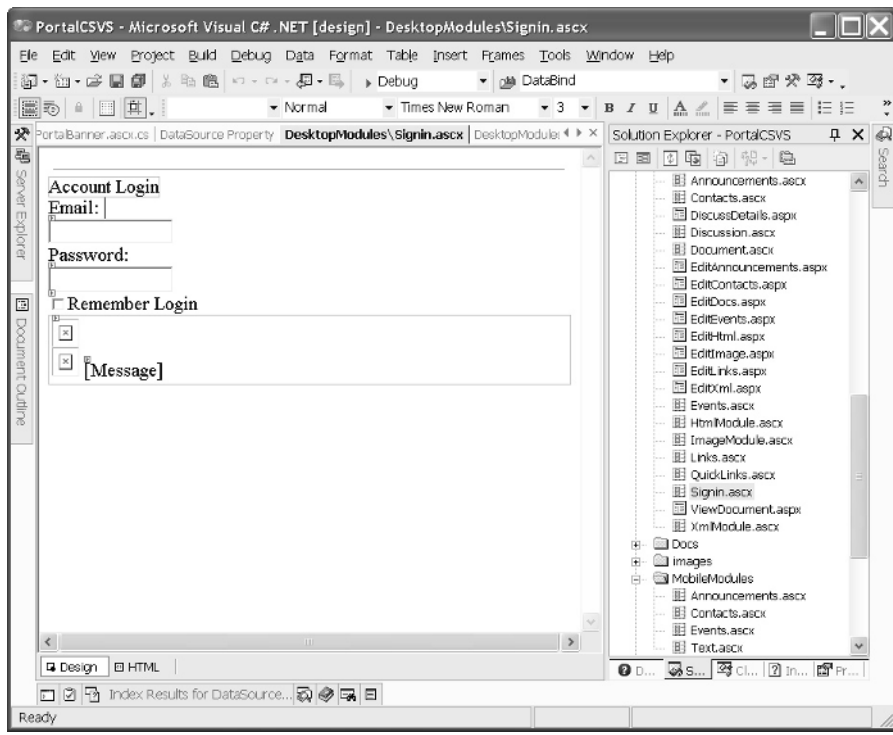 PortalCSVS - Microsoft Visual C# .NET [design] - DesktopModules\Signin.ascx
File Edit View Project Build Debug Data Format Table Insert Frames Tools Window Help
Debug DataBind
Normal Times New Roman 3 B I U A
PortalBanner.ascx.cs DataSource Property DesktopModules\Signin.ascx DesktopModule
Solution Explorer - PortalCSVS
Search
Server Explorer
Document Outline
Account Login
Email:
Password:
Remember Login
[Message]
Announcements.ascx
Contacts.ascx
DiscussDetails.aspx
Discussion.ascx
Document.ascx
EditAnnouncements.aspx
EditContacts.aspx
EditDocs.aspx
EditEvents.aspx
EditHtml.aspx
EditImage.aspx
EditLinks.aspx
EditXml.aspx
Events.ascx
HtmlModule.ascx
ImageModule.ascx
Links.ascx
QuickLinks.ascx
Signin.ascx
ViewDocument.aspx
XmlModule.ascx
Docs
images
MobileModules
Announcements.ascx
Contacts.ascx
Events.ascx
Text.ascx
Design HTML
D... S... Cl... In... Pr...
Index Results for DataSource...
Ready